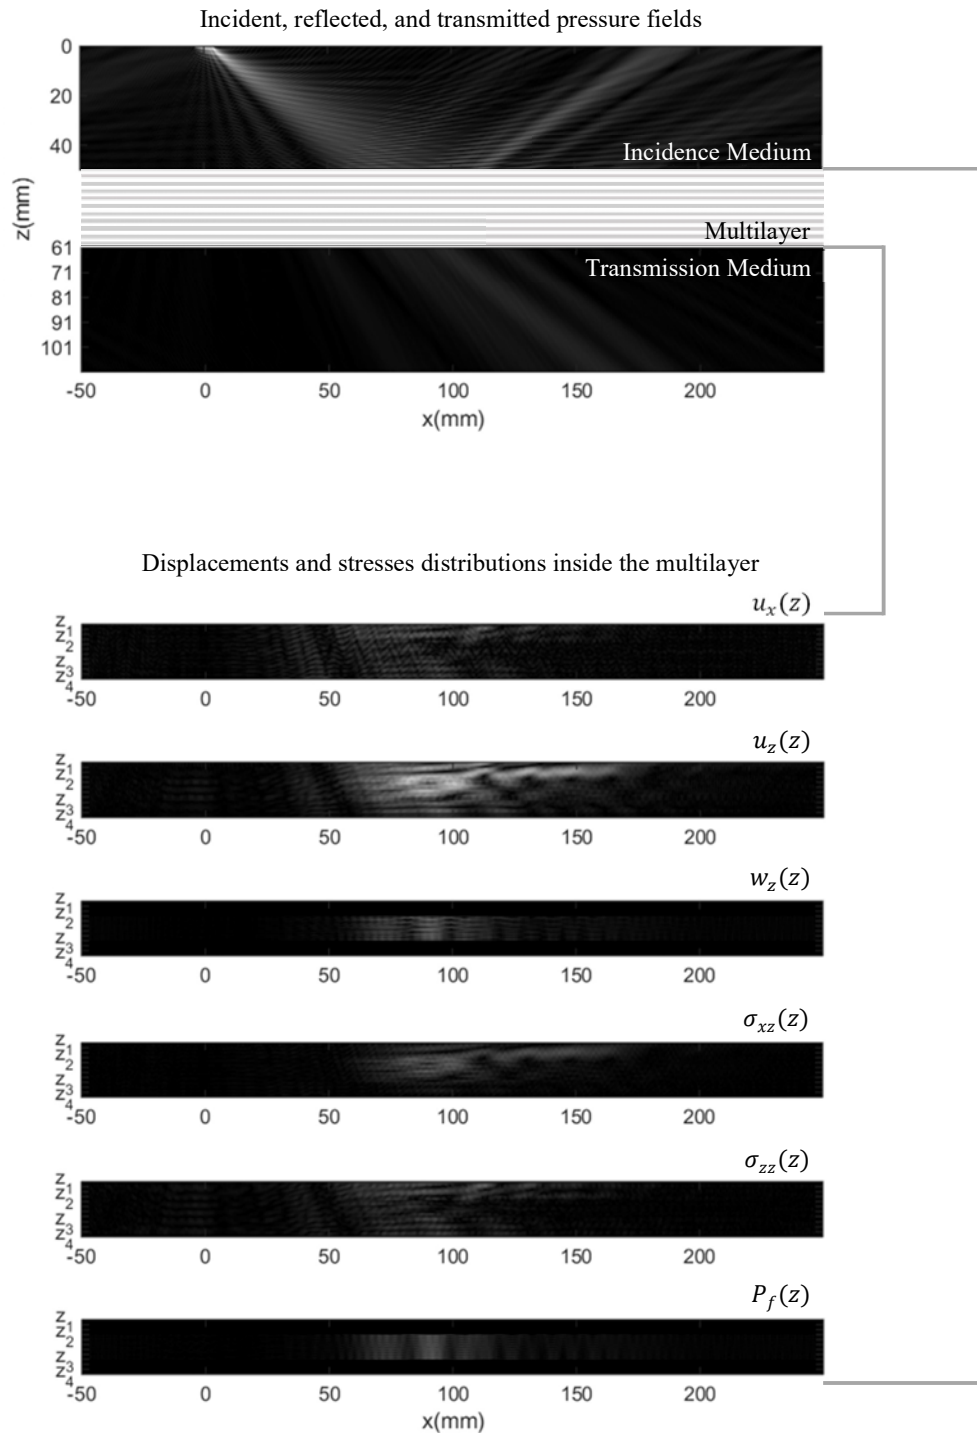 Incident, reflected, and transmitted pressure fields
0
20
40
Incidence Medium
z(mm)
Multilayer
61
Transmission Medium
71
81
91
101
-50 0 50 100 150 200
x(mm)
Displacements and stresses distributions inside the multilayer
u_x(z)
z_1
z_2
z_3
z_4
-50 0 50 100 150 200
u_z(z)
z_1
z_2
z_3
z_4
-50 0 50 100 150 200
w_z(z)
z_1
z_2
z_3
z_4
-50 0 50 100 150 200
σ_xz(z)
z_1
z_2
z_3
z_4
-50 0 50 100 150 200
σ_zz(z)
z_1
z_2
z_3
z_4
-50 0 50 100 150 200
P_f(z)
z_1
z_2
z_3
z_4
-50 0 50 100 150 200
x(mm)